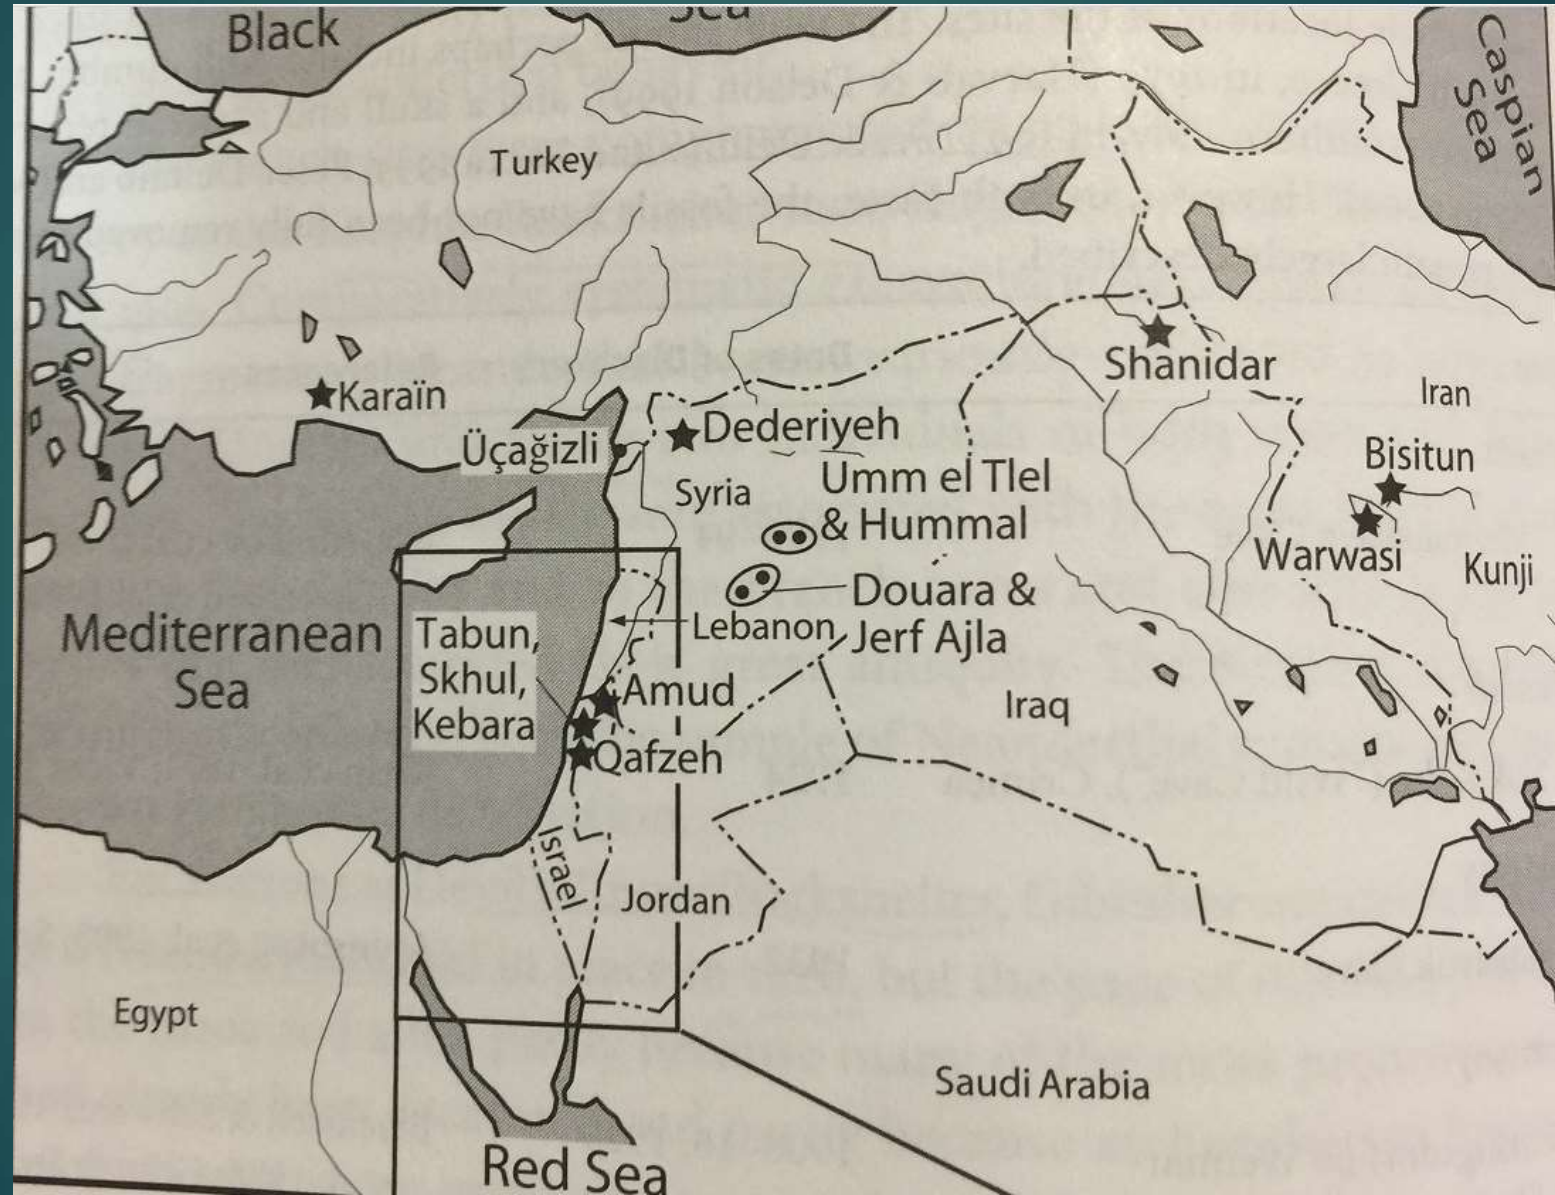 Black
Sea
Caspian
Sea
Turkey
Shanidar
Iran
Karaïn
Dederiyeh
Üçağizli
Bisitun
Umm el Tlel
& Hummal
Syria
Warwasi
Kunji
Douara &
Jerf Ajla
Lebanon
Mediterranean
Sea
Tabun,
Skhul,
Kebara
Amud
Iraq
Qafzeh
Israel
Jordan
Egypt
Saudi Arabia
Red Sea